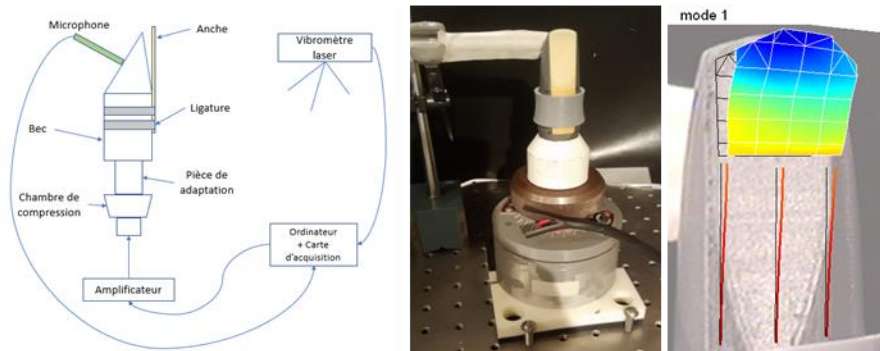 Microphone
Anche
Vibromètre
laser
Ligature
Bec
Pièce de
adaptation
Chambre de
compression
Ordinateur
+ Carte
d'acquisition
Amplificateur
mode 1